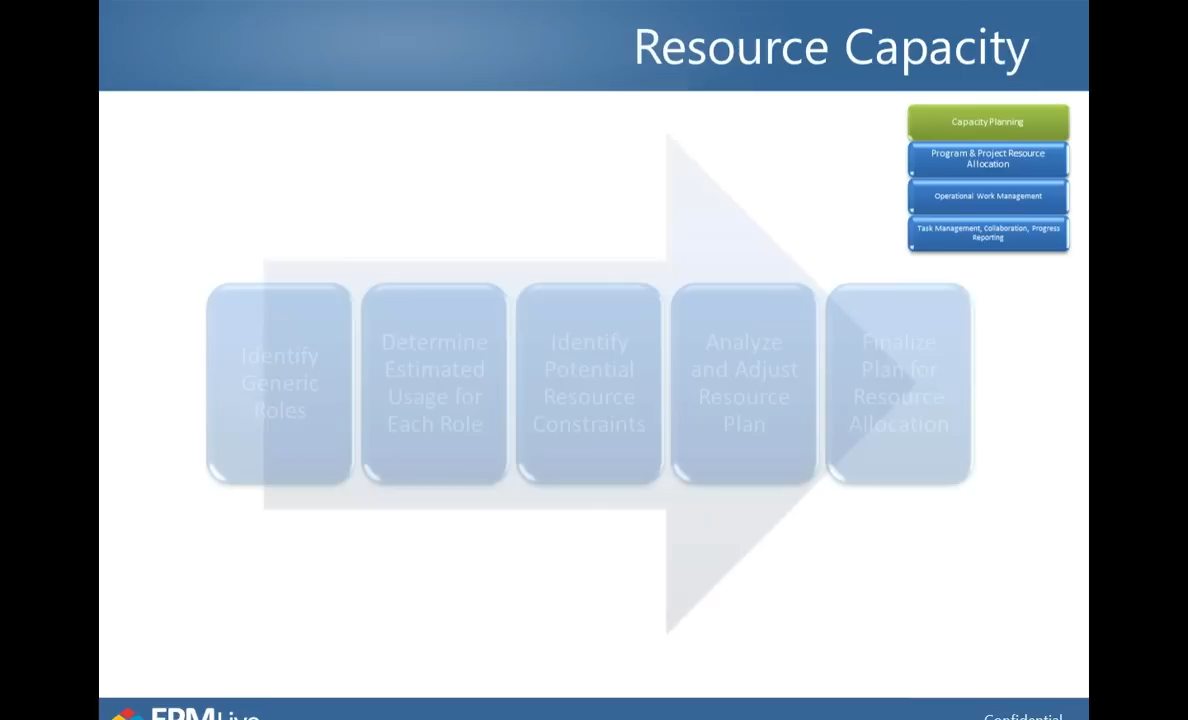 Resource Capacity
Capacity Planning
Program & Project Resource
Allocation
Operational Work Management
Task Management, Collaboration, Progress
Reporting
Identify
Generic
Roles
Determine
Estimated
Usage for
Each Role
Identify
Potential
Resource
Constraints
Analyze
and Adjust
Resource
Plan
Finalize
Plan for
Resource
Allocation
EPMLive
Confidential